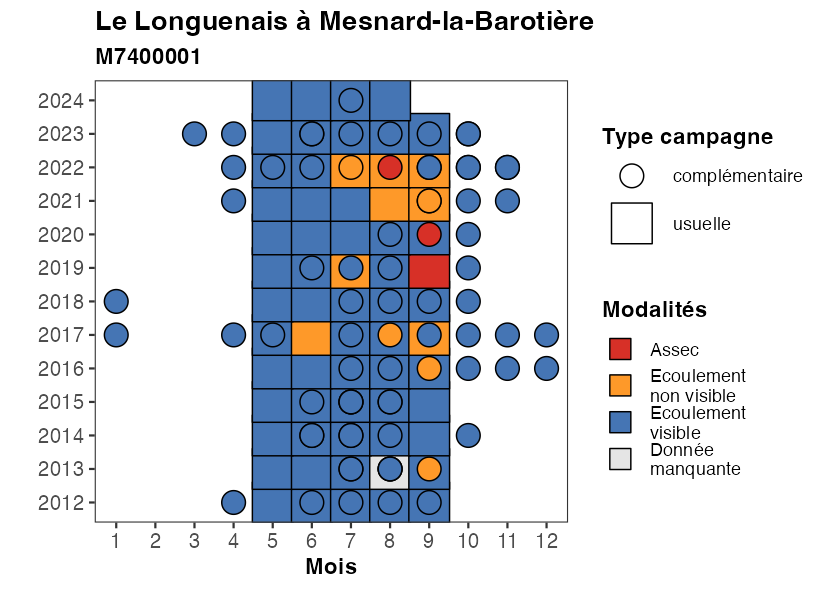 Le Longuenais à Mesnard-la-Barotière
M7400001
2024
2023
2022
2021
2020
2019
2018
2017
2016
2015
2014
2013
2012
1 2 3 4 5 6 7 8 9 10 11 12
Mois
Type campagne
complémentaire
usuelle
Modalités
Assec
Ecoulement
non visible
Ecoulement
visible
Donnée
manquante